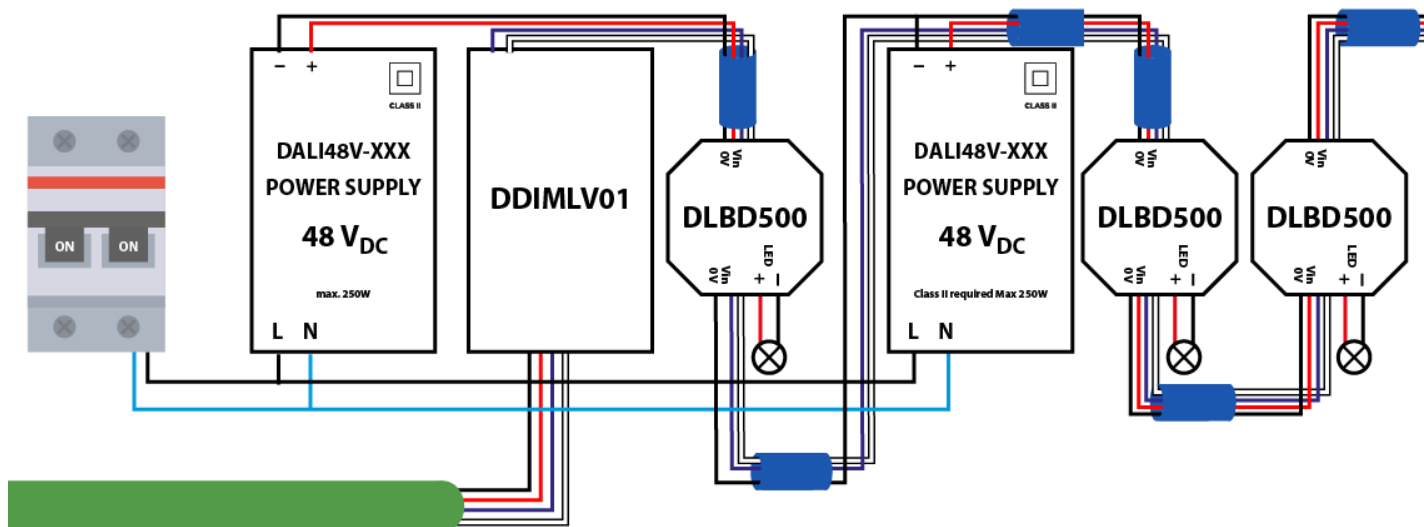 ON ON
− +
CLASS II
DALI48V-XXX
POWER SUPPLY
48 VDC
max. 250W
L N
DDIMLV01
0V Vin
DLBD500
0V Vin LED + −
− +
CLASS II
DALI48V-XXX
POWER SUPPLY
48 VDC
Class II required Max 250W
L N
0V Vin
DLBD500
0V Vin LED + −
0V Vin
DLBD500
0V Vin LED + −